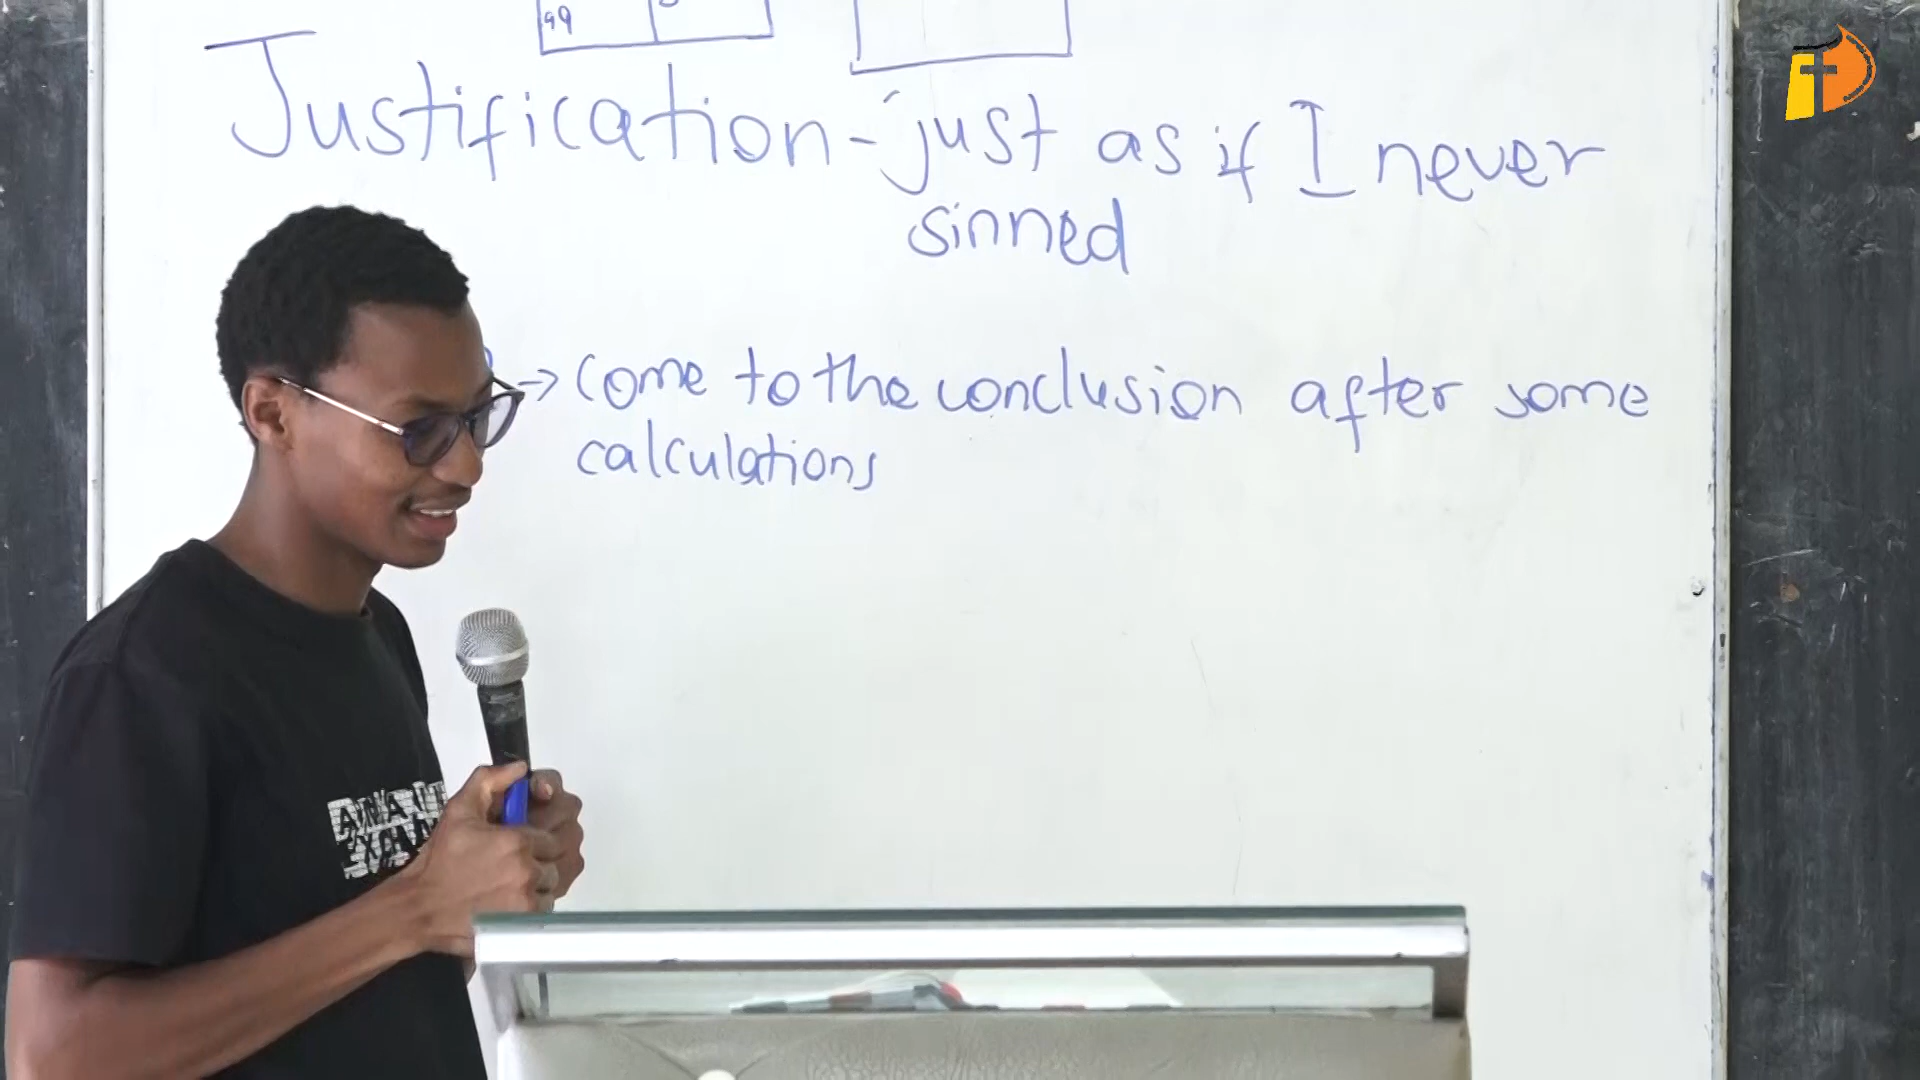 99
Justification - just as if I never
sinned
→ Come to the conclusion after some
calculations